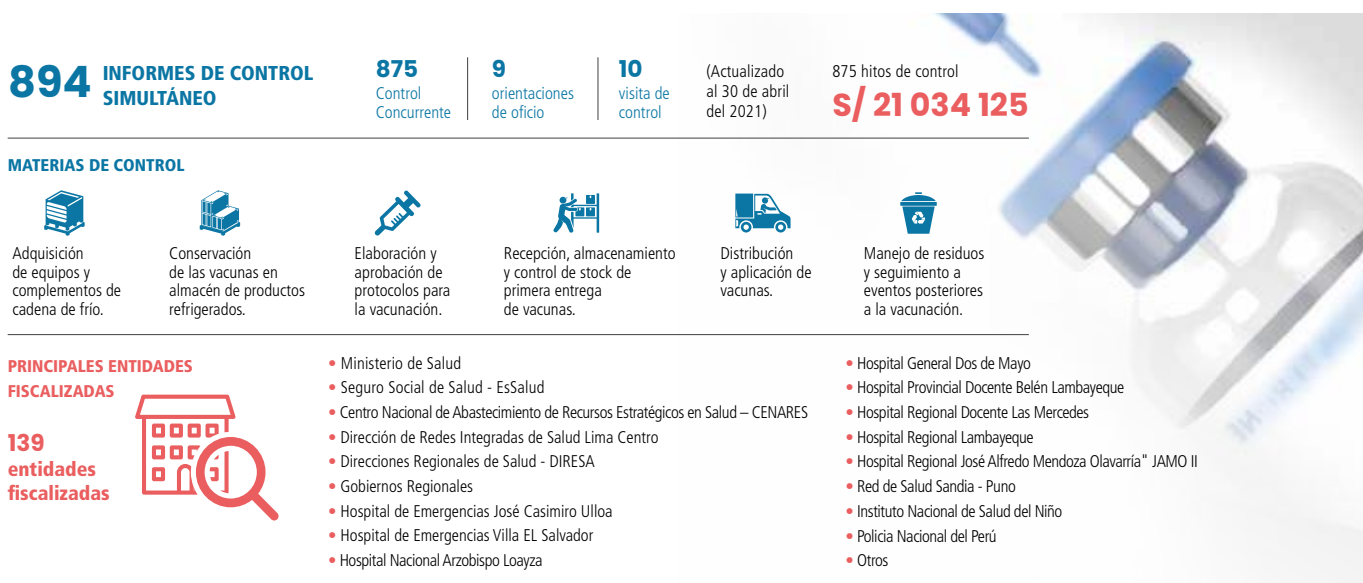 894 INFORMES DE CONTROL
SIMULTÁNEO
875
Control
Concurrente
9
orientaciones
de oficio
10
visita de
control
(Actualizado
al 30 de abril
del 2021)
875 hitos de control
S/ 21 034 125
MATERIAS DE CONTROL
Adquisición
de equipos y
complementos de
cadena de frío.
Conservación
de las vacunas en
almacén de productos
refrigerados.
Elaboración y
aprobación de
protocolos para
la vacunación.
Recepción, almacenamiento
y control de stock de
primera entrega
de vacunas.
Distribución
y aplicación de
vacunas.
Manejo de residuos
y seguimiento a
eventos posteriores
a la vacunación.
PRINCIPALES ENTIDADES
FISCALIZADAS
139
entidades
fiscalizadas
• Ministerio de Salud
• Seguro Social de Salud - EsSalud
• Centro Nacional de Abastecimiento de Recursos Estratégicos en Salud – CENARES
• Dirección de Redes Integradas de Salud Lima Centro
• Direcciones Regionales de Salud - DIRESA
• Gobiernos Regionales
• Hospital de Emergencias José Casimiro Ulloa
• Hospital de Emergencias Villa EL Salvador
• Hospital Nacional Arzobispo Loayza
• Hospital General Dos de Mayo
• Hospital Provincial Docente Belén Lambayeque
• Hospital Regional Docente Las Mercedes
• Hospital Regional Lambayeque
• Hospital Regional José Alfredo Mendoza Olavarría" JAMO II
• Red de Salud Sandia - Puno
• Instituto Nacional de Salud del Niño
• Policia Nacional del Perú
• Otros